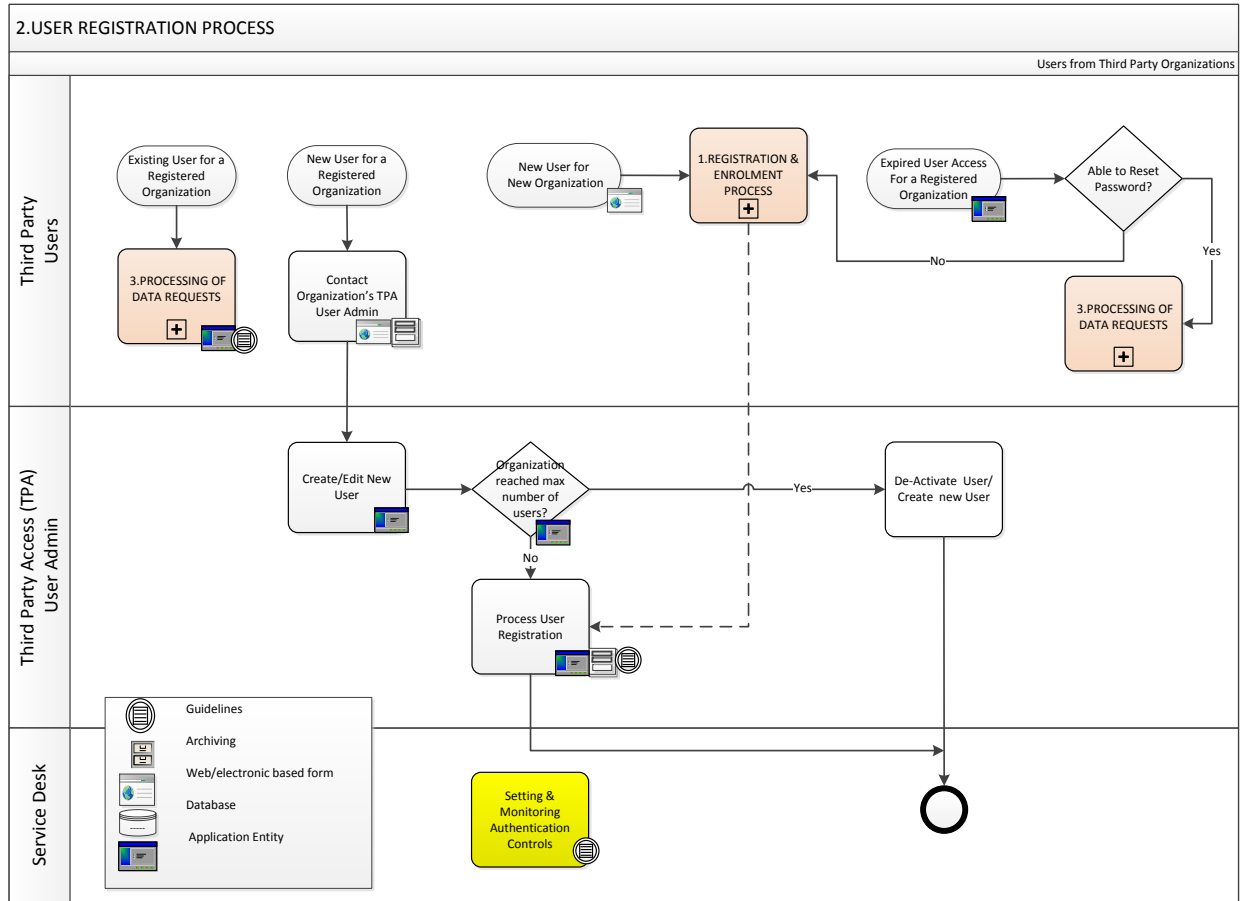 2.USER REGISTRATION PROCESS
Users from Third Party Organizations
Third Party
Users
Existing User for a
Registered
Organization
New User for a
Registered
Organization
New User for
New Organization
1.REGISTRATION &
ENROLMENT
PROCESS
Expired User Access
For a Registered
Organization
Able to Reset
Password?
No
Yes
3.PROCESSING OF
DATA REQUESTS
Contact
Organization's TPA
User Admin
3.PROCESSING OF
DATA REQUESTS
Third Party Access (TPA)
User Admin
Create/Edit New
User
Organization
reached max
number of
users?
Yes
De-Activate User/
Create new User
No
Process User
Registration
Service Desk
Guidelines
Archiving
Web/electronic based form
Database
Application Entity
Setting &
Monitoring
Authentication
Controls